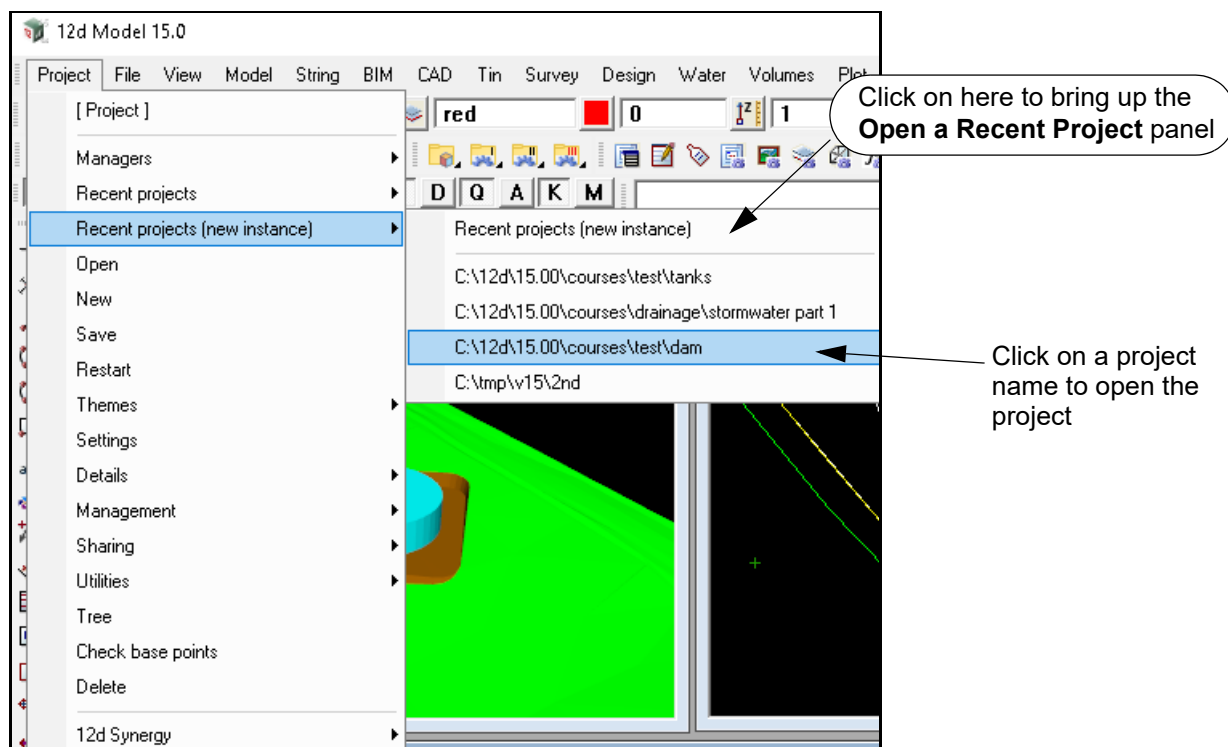 12d Model 15.0
Project File View Model String BIM CAD Tin Survey Design Water Volumes Plot
[ Project ]
red 0 1
Click on here to bring up the
Open a Recent Project panel
Managers
Recent projects
D Q A K M
Recent projects (new instance)
Recent projects (new instance)
Open
C:\12d\15.00\courses\test\tanks
New
C:\12d\15.00\courses\drainage\stormwater part 1
Save
C:\12d\15.00\courses\test\dam
Click on a project
name to open the
project
Restart
C:\tmp\v15\2nd
Themes
Settings
Details
Management
Sharing
Utilities
Tree
Check base points
Delete
12d Synergy